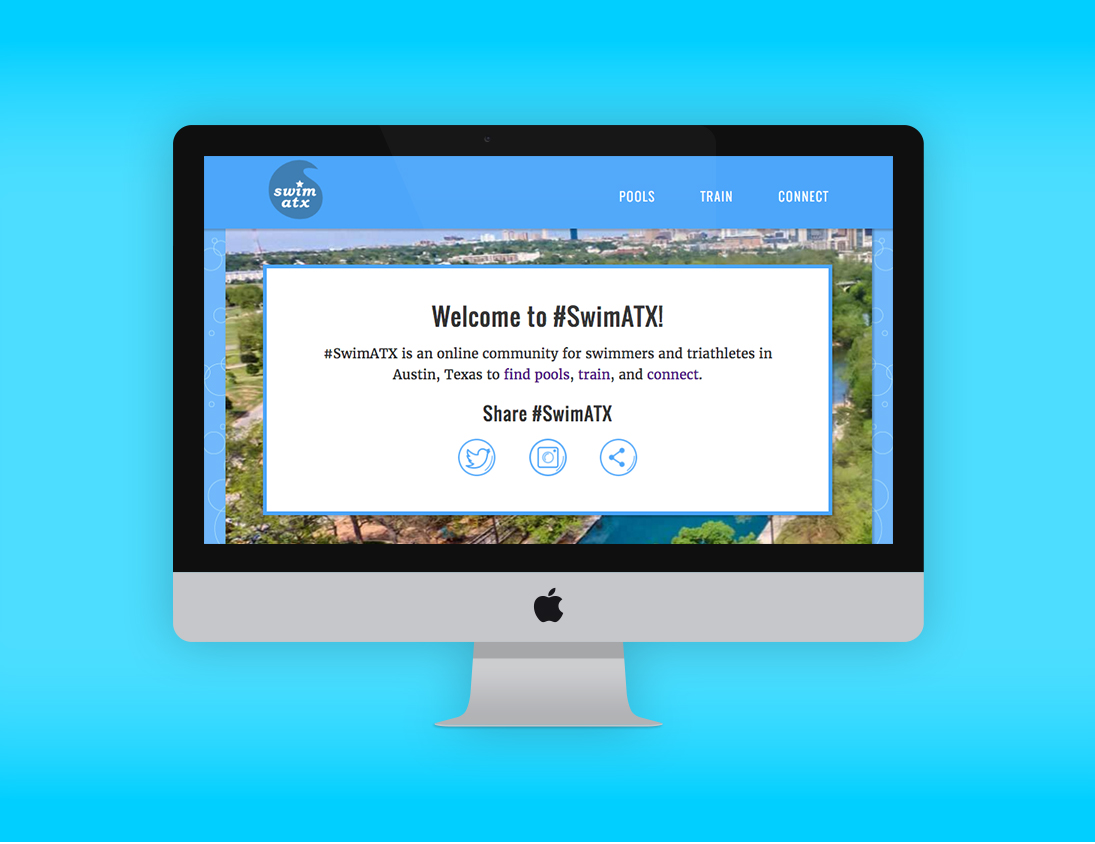 swim
atx
POOLS TRAIN CONNECT
Welcome to #SwimATX!
#SwimATX is an online community for swimmers and triathletes in
Austin, Texas to find pools, train, and connect.
Share #SwimATX